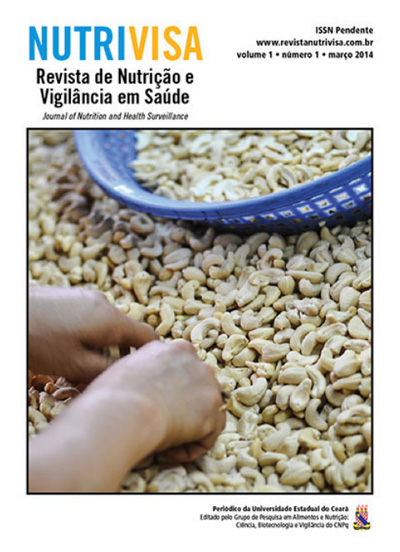 NUTRIVISA
Revista de Nutrição e
Vigilância em Saúde
Journal of Nutrition and Health Surveillance
ISSN Pendente
www.revistanutrivisa.com.br
volume 1 • número 1 • março 2014
Periódico da Universidade Estadual do Ceará
Editado pelo Grupo de Pesquisa em Alimentos e Nutrição:
Ciência, Biotecnologia e Vigilância do CNPq